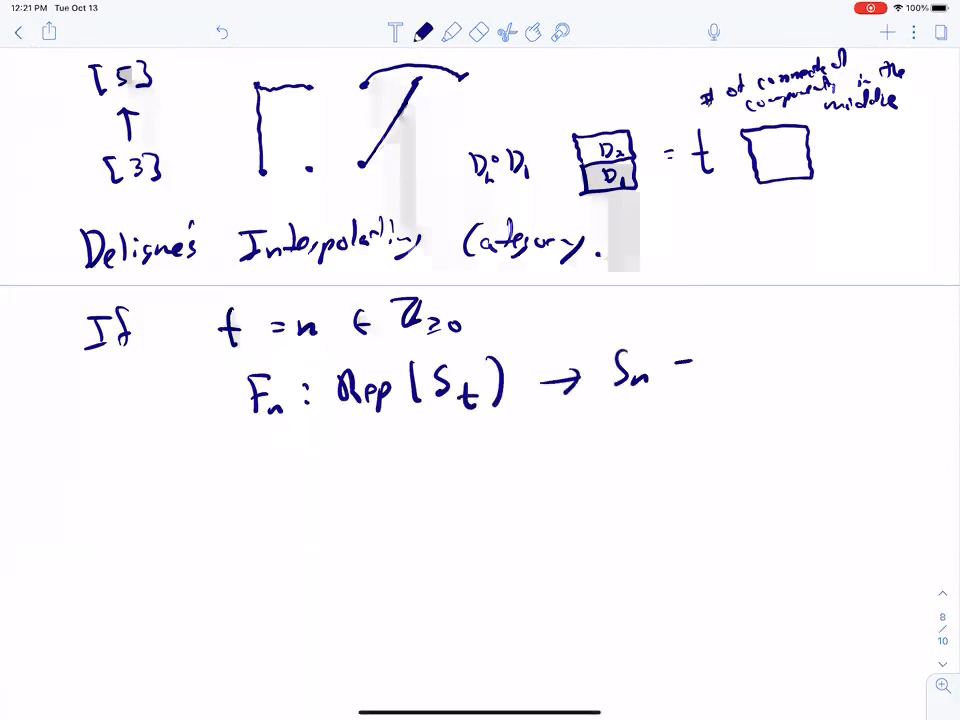 12:21 PM Tue Oct 13
100%
[5]
↑
[3]
D₂∘D₁
D₂
D₁
= t
# of connected components in the middle
Deligne's Interpolating Category.
If t = n ∈ ℤ≥0
Fₙ : Rep(Sₜ) → Sₙ -
8
/
10